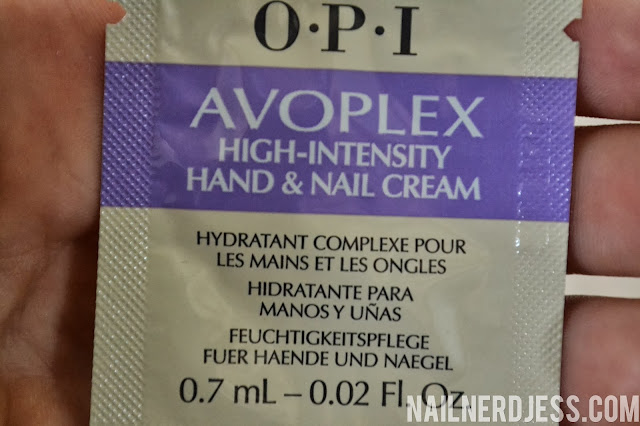 O·P·I
AVOPLEX
HIGH-INTENSITY
HAND & NAIL CREAM
HYDRATANT COMPLEXE POUR
LES MAINS ET LES ONGLES
HIDRATANTE PARA
MANOS Y UÑAS
FEUCHTIGKEITSPFLEGE
FUER HAENDE UND NAEGEL
0.7 mL – 0.02 Fl. Oz.
NAILNERDJESS.COM